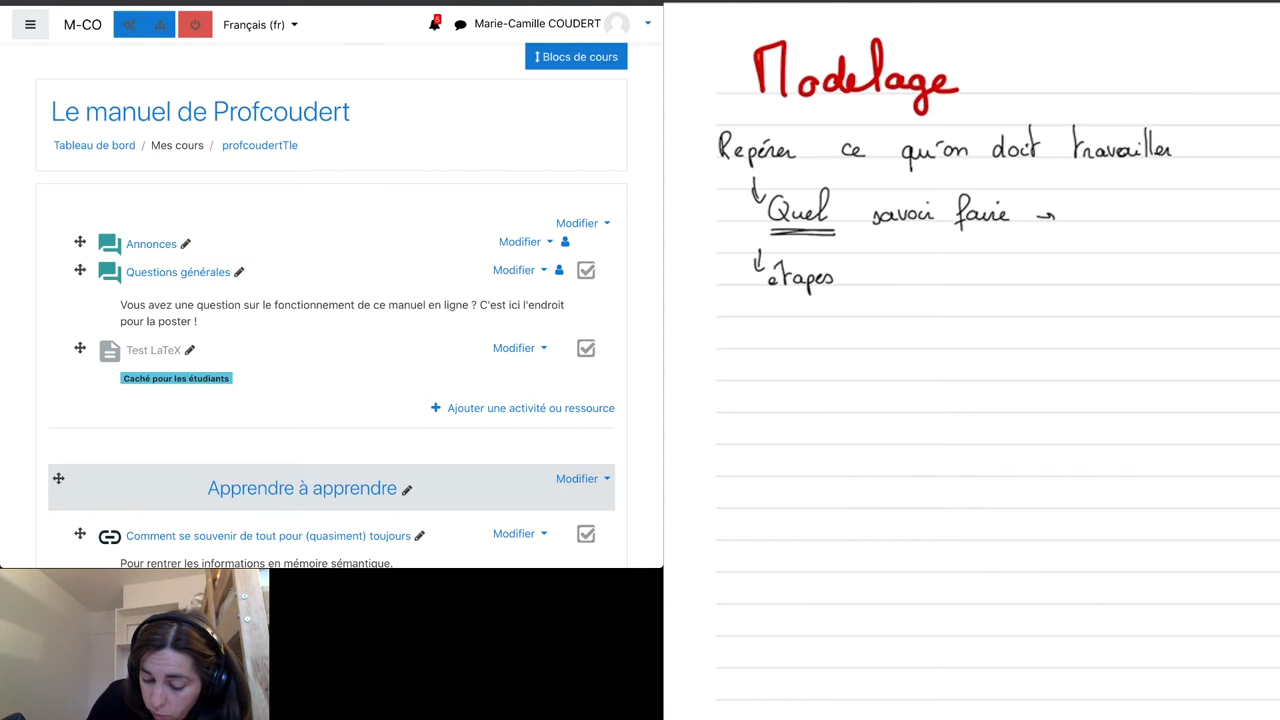 M-CO
Français (fr)
5
Marie-Camille COUDERT
Blocs de cours
Le manuel de Profcoudert
Tableau de bord / Mes cours / profcoudertTle
Modifier
Annonces
Modifier
Questions générales
Modifier
Vous avez une question sur le fonctionnement de ce manuel en ligne ? C'est ici l'endroit
pour la poster !
Test LaTeX
Modifier
Caché pour les étudiants
Ajouter une activité ou ressource
Apprendre à apprendre
Modifier
Comment se souvenir de tout pour (quasiment) toujours
Modifier
Pour rentrer les informations en mémoire sémantique.
Modelage
Repérer ce qu'on doit travailler
↓ Quel savoir faire →
↓ étapes